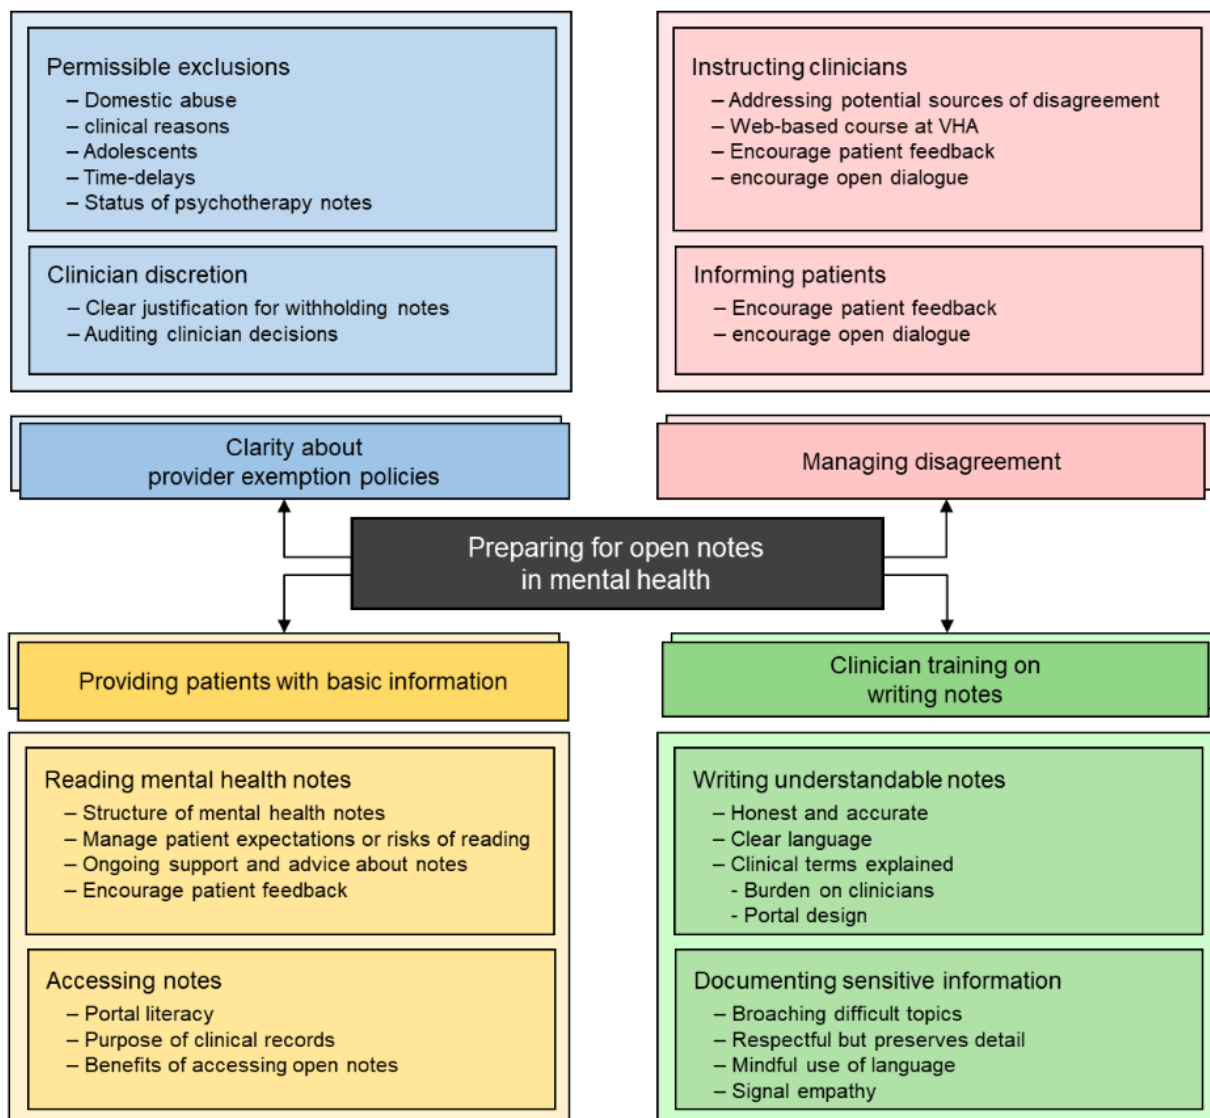 Permissible exclusions
– Domestic abuse
– clinical reasons
– Adolescents
– Time-delays
– Status of psychotherapy notes
Clinician discretion
– Clear justification for withholding notes
– Auditing clinician decisions
Clarity about
provider exemption policies
Instructing clinicians
– Addressing potential sources of disagreement
– Web-based course at VHA
– Encourage patient feedback
– encourage open dialogue
Informing patients
– Encourage patient feedback
– encourage open dialogue
Managing disagreement
Preparing for open notes
in mental health
Providing patients with basic information
Reading mental health notes
– Structure of mental health notes
– Manage patient expectations or risks of reading
– Ongoing support and advice about notes
– Encourage patient feedback
Accessing notes
– Portal literacy
– Purpose of clinical records
– Benefits of accessing open notes
Clinician training on
writing notes
Writing understandable notes
– Honest and accurate
– Clear language
– Clinical terms explained
- Burden on clinicians
- Portal design
Documenting sensitive information
– Broaching difficult topics
– Respectful but preserves detail
– Mindful use of language
– Signal empathy